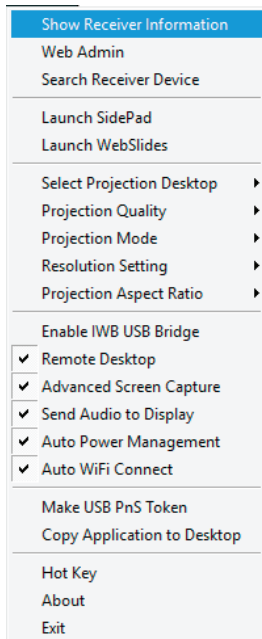 Show Receiver Information
Web Admin
Search Receiver Device
Launch SidePad
Launch WebSlides
Select Projection Desktop
Projection Quality
Projection Mode
Resolution Setting
Projection Aspect Ratio
Enable IWB USB Bridge
Remote Desktop
Advanced Screen Capture
Send Audio to Display
Auto Power Management
Auto WiFi Connect
Make USB PnS Token
Copy Application to Desktop
Hot Key
About
Exit